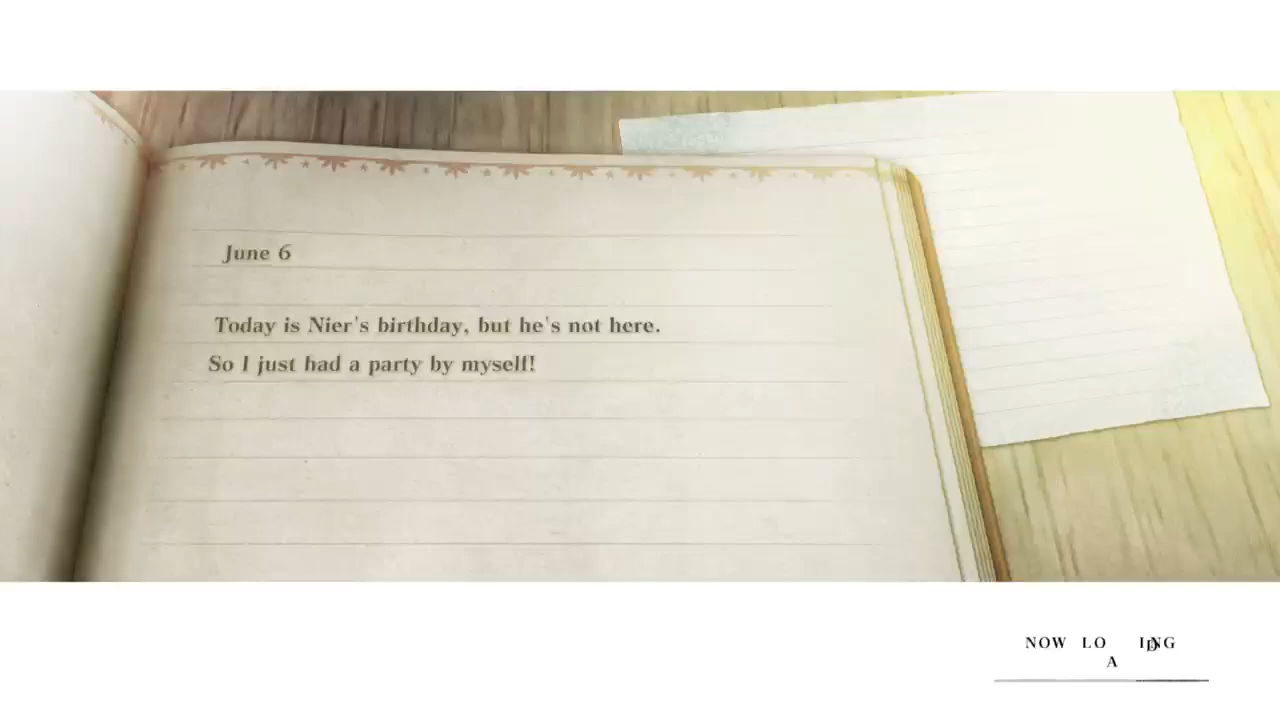 June 6
Today is Nier's birthday, but he's not here.
So I just had a party by myself!
NOW LOADING